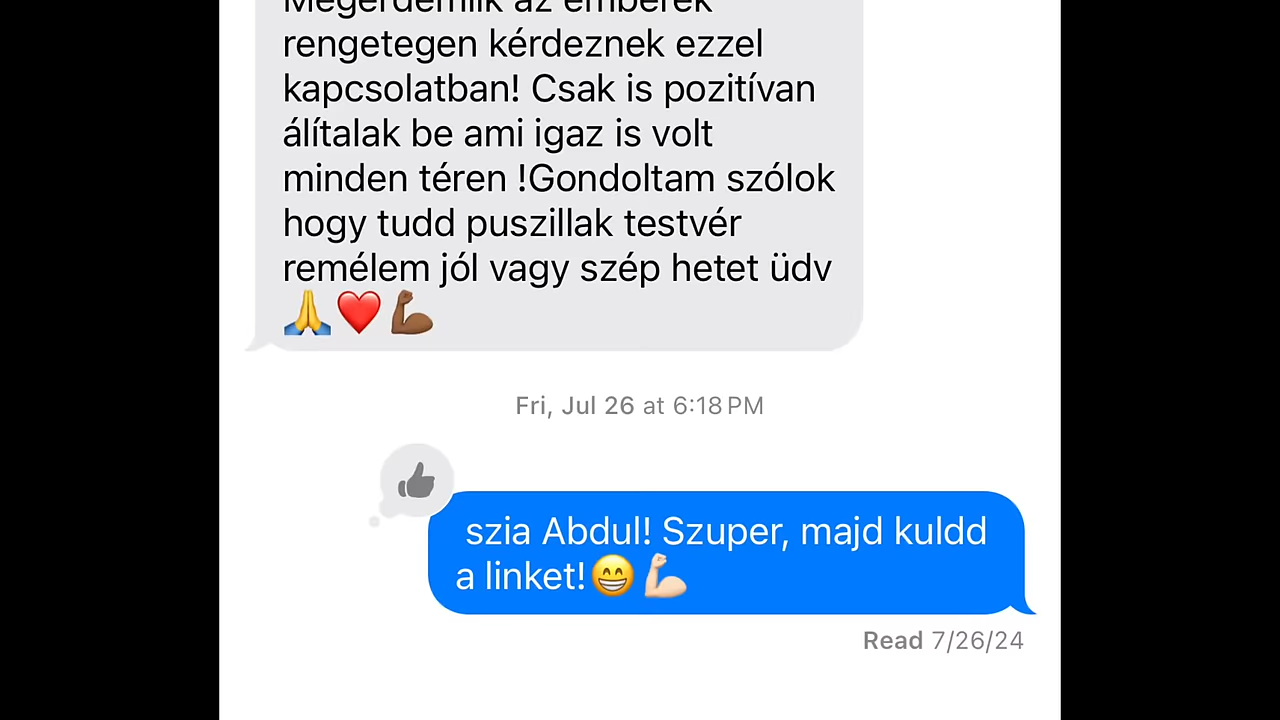 Megérdemlik az emberek
rengetegen kérdeznek ezzel
kapcsolatban! Csak is pozitívan
álítalak be ami igaz is volt
minden téren !Gondoltam szólok
hogy tudd puszillak testvér
remélem jól vagy szép hetet üdv
🙏❤️💪🏾
Fri, Jul 26 at 6:18 PM
szia Abdul! Szuper, majd kuldd
a linket!😁💪🏻
Read 7/26/24